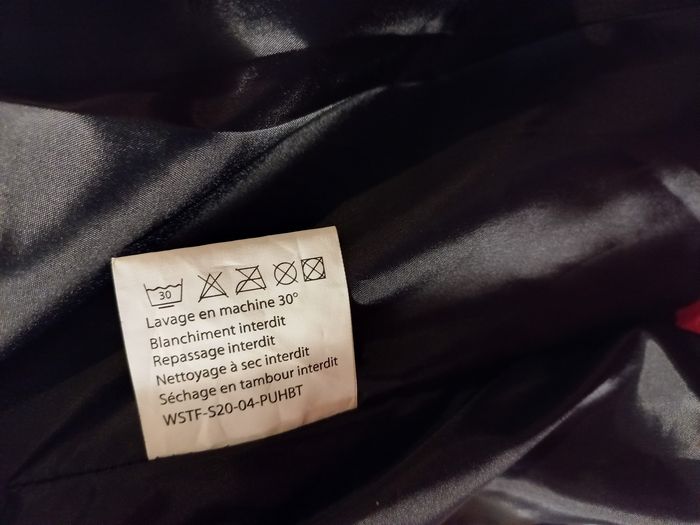 30
Lavage en machine 30°
Blanchiment interdit
Repassage interdit
Nettoyage à sec interdit
Séchage en tambour interdit
WSTF-S20-04-PUHBT